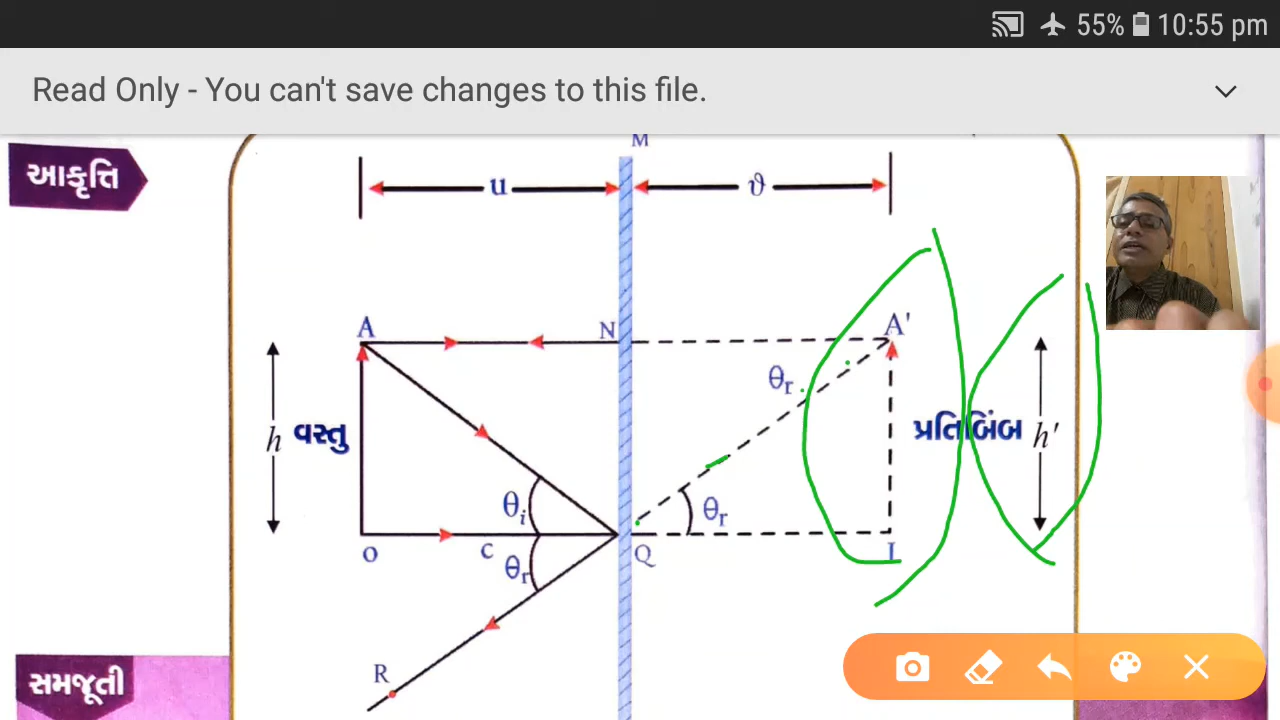 55% 10:55 pm
Read Only - You can't save changes to this file.
આકૃતિ
M
u
ϑ
A
N
A'
θr
h
વસ્તુ
પ્રતિબિંબ
h'
θi
θr
O
C
θr
Q
I
R
સમજૂતી